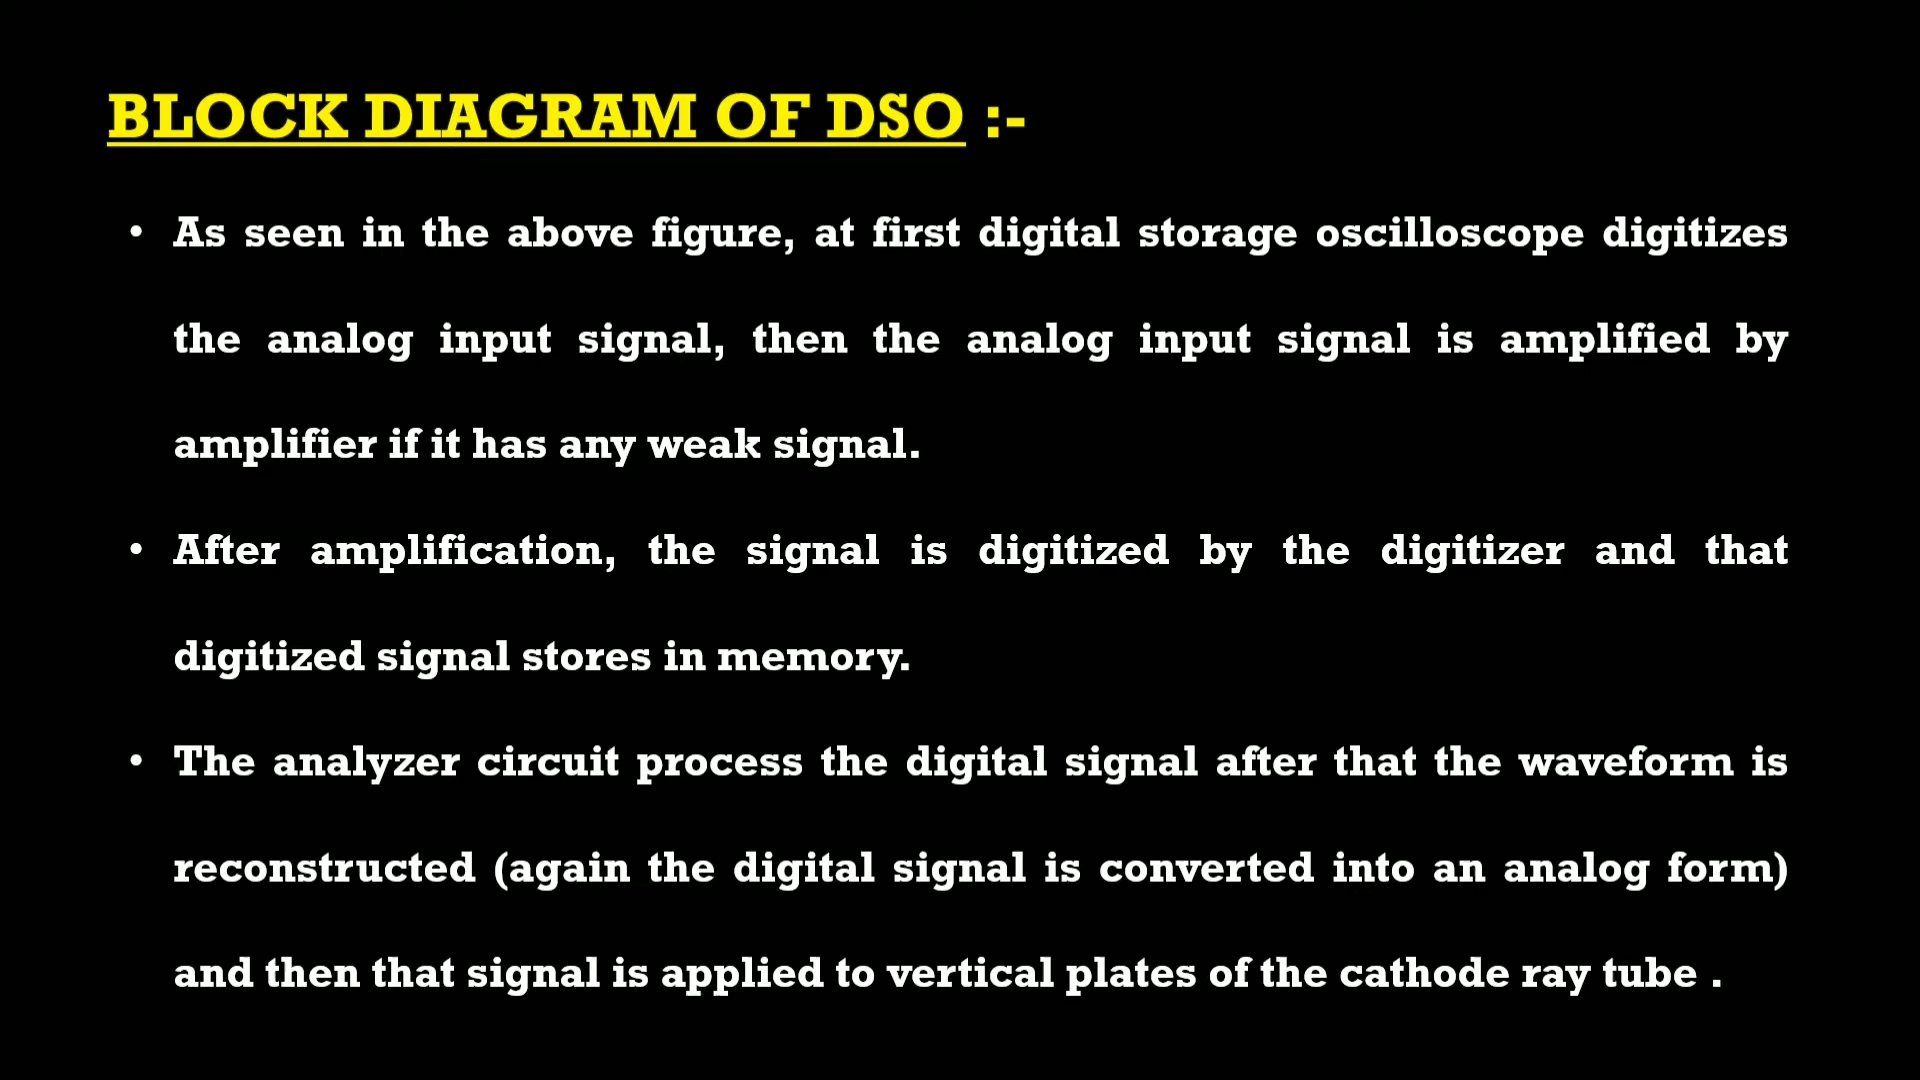 BLOCK DIAGRAM OF DSO :-
• As seen in the above figure, at first digital storage oscilloscope digitizes
the analog input signal, then the analog input signal is amplified by
amplifier if it has any weak signal.
• After amplification, the signal is digitized by the digitizer and that
digitized signal stores in memory.
• The analyzer circuit process the digital signal after that the waveform is
reconstructed (again the digital signal is converted into an analog form)
and then that signal is applied to vertical plates of the cathode ray tube .